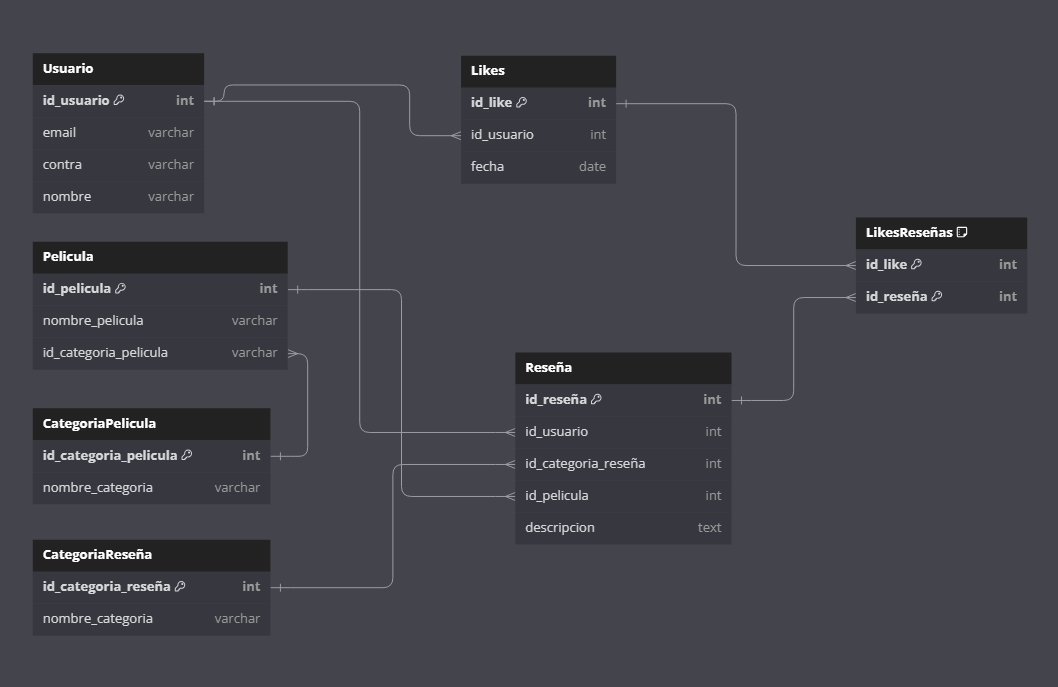 Usuario
id_usuario int
email varchar
contra varchar
nombre varchar
Pelicula
id_pelicula int
nombre_pelicula varchar
id_categoria_pelicula varchar
CategoriaPelicula
id_categoria_pelicula int
nombre_categoria varchar
CategoriaReseña
id_categoria_reseña int
nombre_categoria varchar
Likes
id_like int
id_usuario int
fecha date
Reseña
id_reseña int
id_usuario int
id_categoria_reseña int
id_pelicula int
descripcion text
LikesReseñas
id_like int
id_reseña int